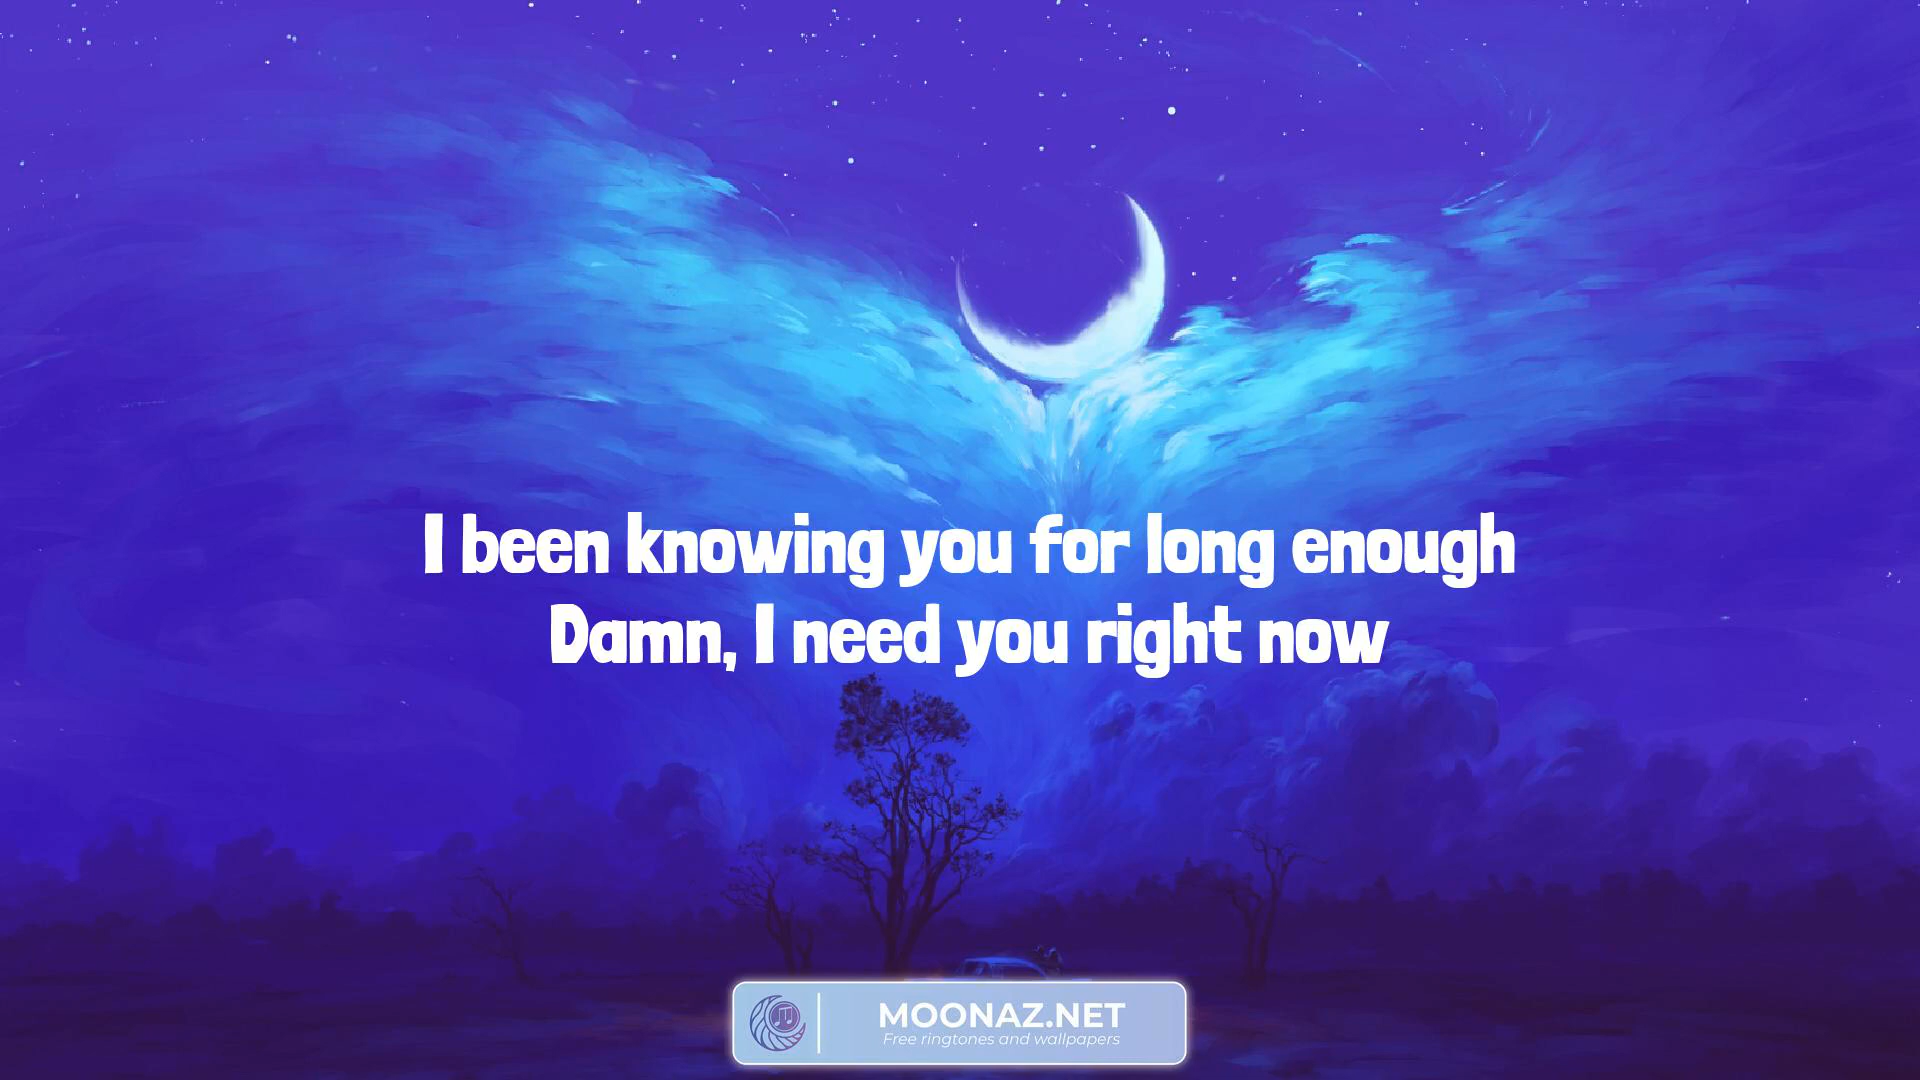 I been knowing you for long enough
Damn, I need you right now
MOONAZ.NET
Free ringtones and wallpapers